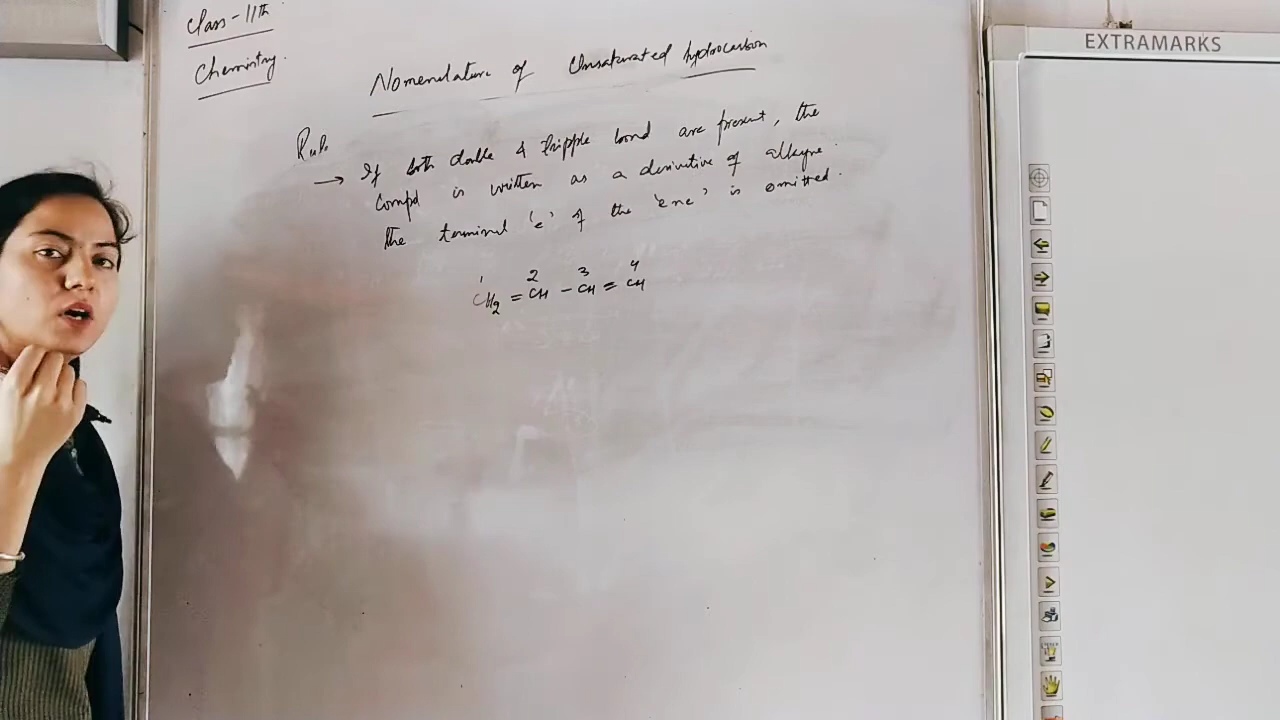 Class-11th
Chemistry.
Nomenclature of Unsaturated hydrocarbon
Rule
→ If both double & tripple bond are present, the
compd is written as a derivative of alkyne.
the terminal 'e' of the 'ene' is omitted.
1 2 3 4
CH2 = CH - CH = CH
EXTRAMARKS